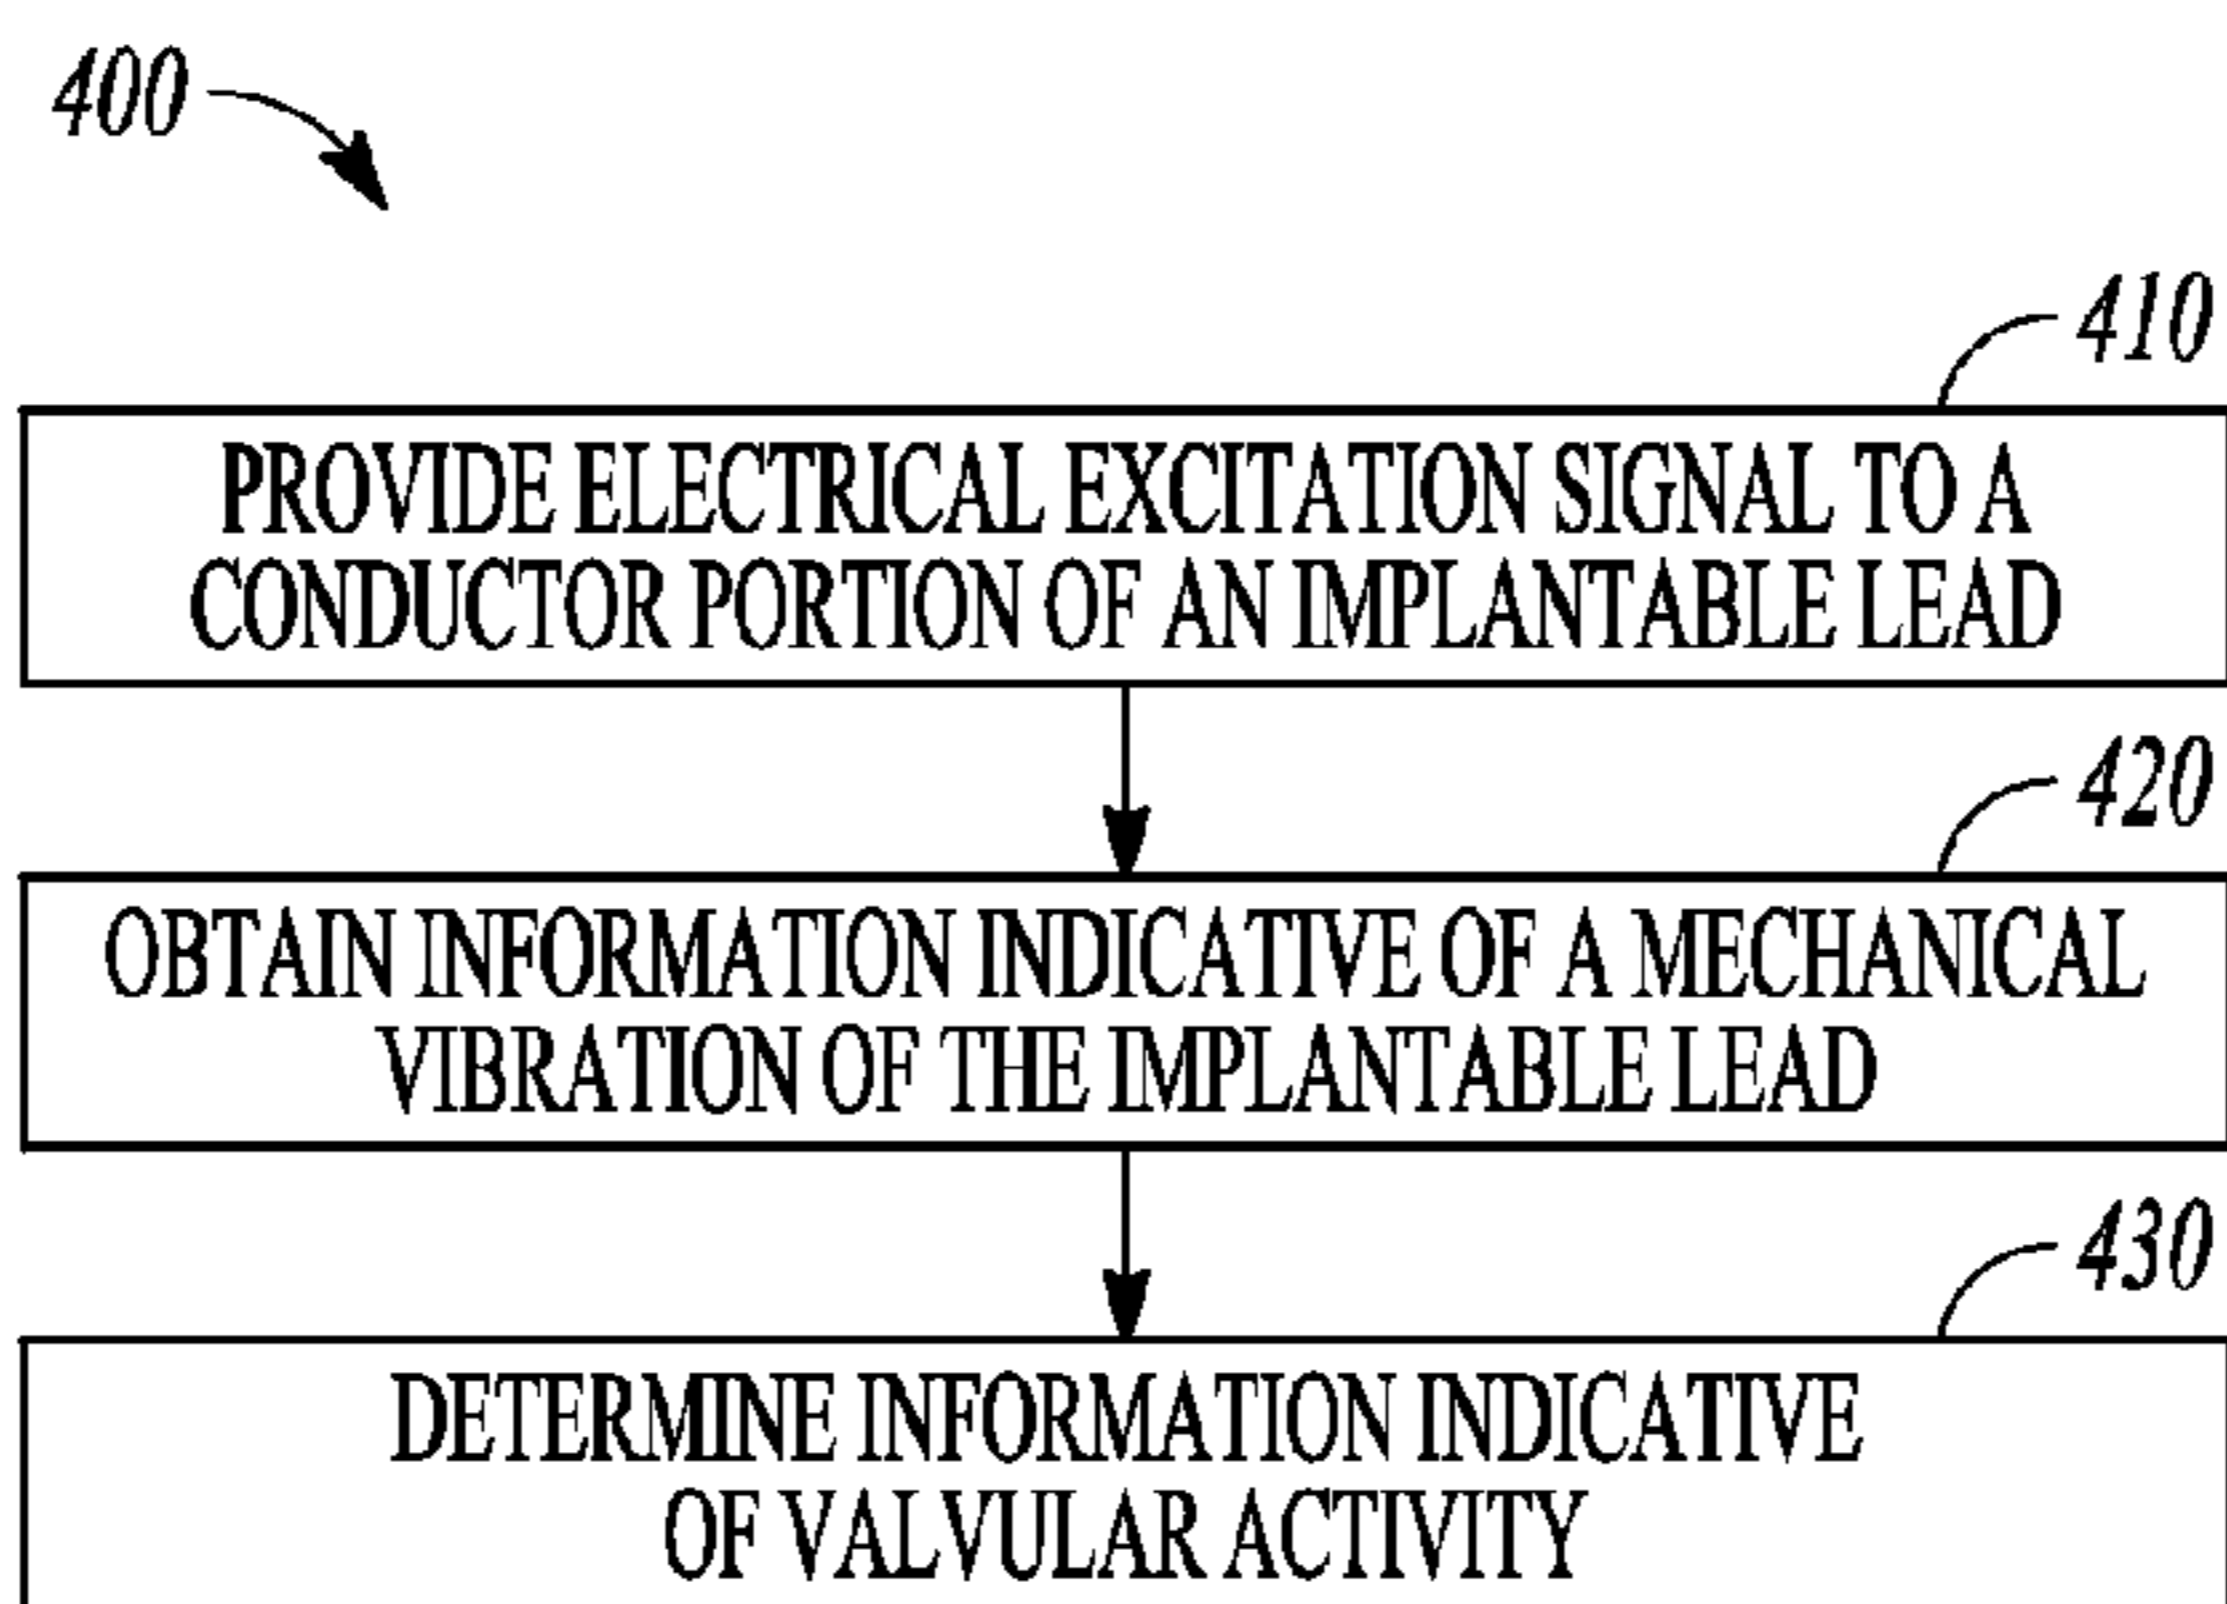 400
410
PROVIDE ELECTRICAL EXCITATION SIGNAL TO A
CONDUCTOR PORTION OF AN IMPLANTABLE LEAD
420
OBTAIN INFORMATION INDICATIVE OF A MECHANICAL
VIBRATION OF THE IMPLANTABLE LEAD
430
DETERMINE INFORMATION INDICATIVE
OF VALVULAR ACTIVITY